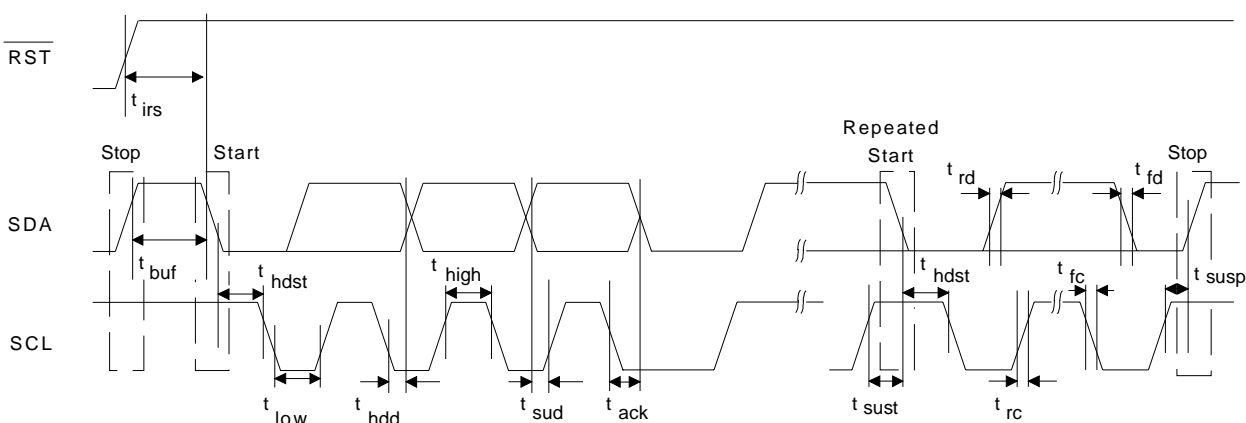 RST
t irs
Repeated
Stop Start Start Stop
t rd t fd
SDA
t buf t hdst t high t hdst t fc t susp
SCL
t low t hdd t sud t ack t sust t rc